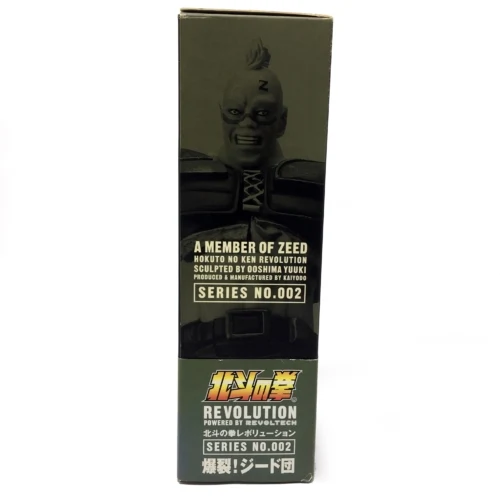 Z
A MEMBER OF ZEED
HOKUTO NO KEN REVOLUTION
SCULPTED BY OOSHIMA YUUKI
PRODUCED & MANUFACTURED BY KAIYODO
SERIES NO.002
北斗の拳
REVOLUTION
POWERED BY REVOLTECH
北斗の拳レボリューション
SERIES NO.002
爆裂!ジード団